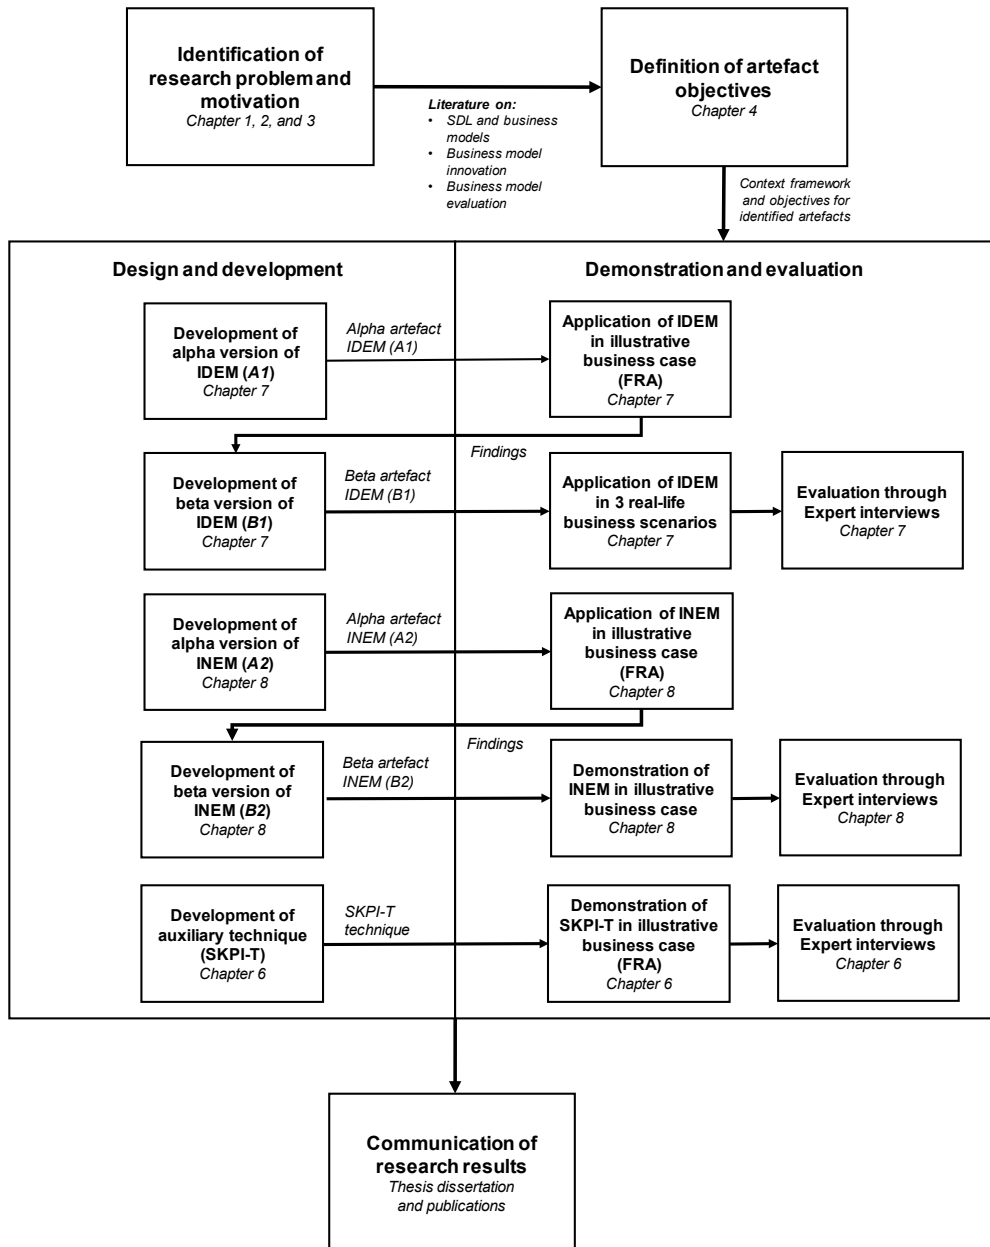 Identification of
research problem and
motivation
Chapter 1, 2, and 3
Literature on:
• SDL and business
models
• Business model
innovation
• Business model
evaluation
Definition of artefact
objectives
Chapter 4
Context framework
and objectives for
identified artefacts
Design and development
Demonstration and evaluation
Development of
alpha version of
IDEM (A1)
Chapter 7
Alpha artefact
IDEM (A1)
Application of IDEM
in illustrative
business case
(FRA)
Chapter 7
Findings
Development of
beta version of
IDEM (B1)
Chapter 7
Beta artefact
IDEM (B1)
Application of IDEM
in 3 real-life
business scenarios
Chapter 7
Evaluation through
Expert interviews
Chapter 7
Development of
alpha version of
INEM (A2)
Chapter 8
Alpha artefact
INEM (A2)
Application of INEM
in illustrative
business case
(FRA)
Chapter 8
Findings
Development of
beta version of
INEM (B2)
Chapter 8
Beta artefact
INEM (B2)
Demonstration of
INEM in illustrative
business case
Chapter 8
Evaluation through
Expert interviews
Chapter 8
Development of
auxiliary technique
(SKPI-T)
Chapter 6
SKPI-T
technique
Demonstration of
SKPI-T in illustrative
business case
(FRA)
Chapter 6
Evaluation through
Expert interviews
Chapter 6
Communication of
research results
Thesis dissertation
and publications